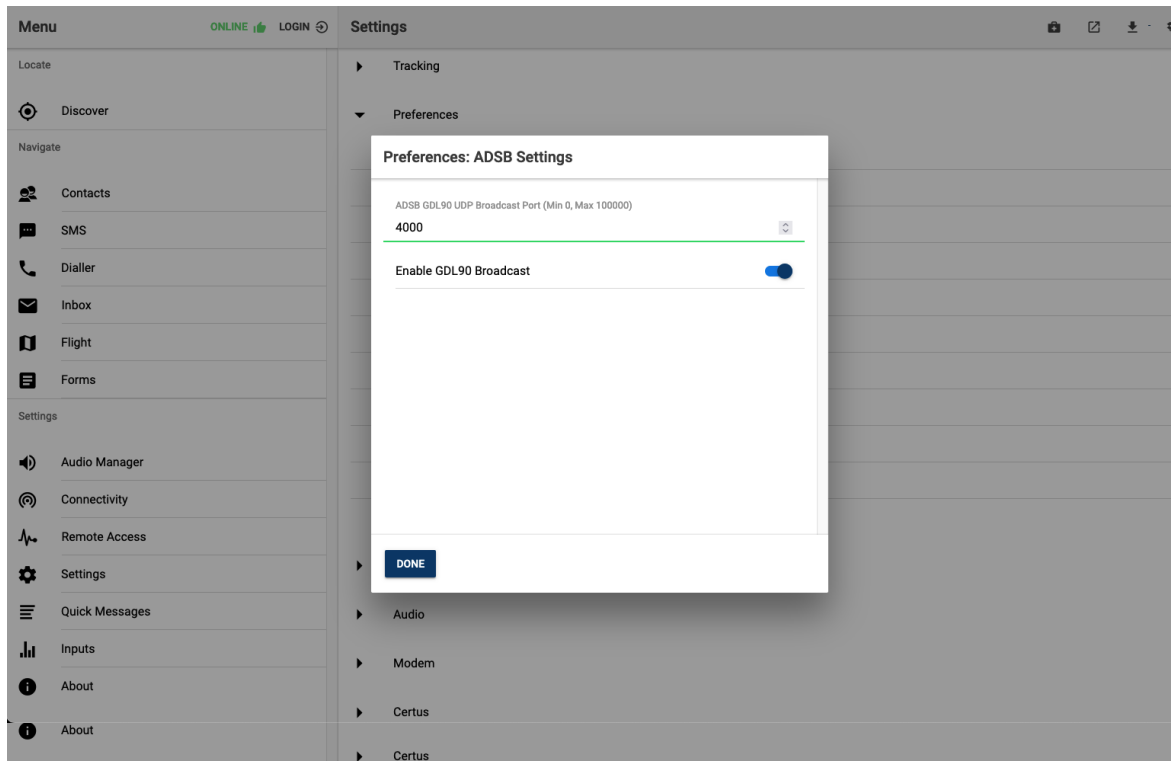 Menu
ONLINE LOGIN
Settings
Locate
Discover
Navigate
Contacts
SMS
Dialler
Inbox
Flight
Forms
Settings
Audio Manager
Connectivity
Remote Access
Settings
Quick Messages
Inputs
About
About
Tracking
Preferences
Preferences: ADSB Settings
ADSB GDL90 UDP Broadcast Port (Min 0, Max 100000)
4000
Enable GDL90 Broadcast
DONE
Audio
Modem
Certus
Certus